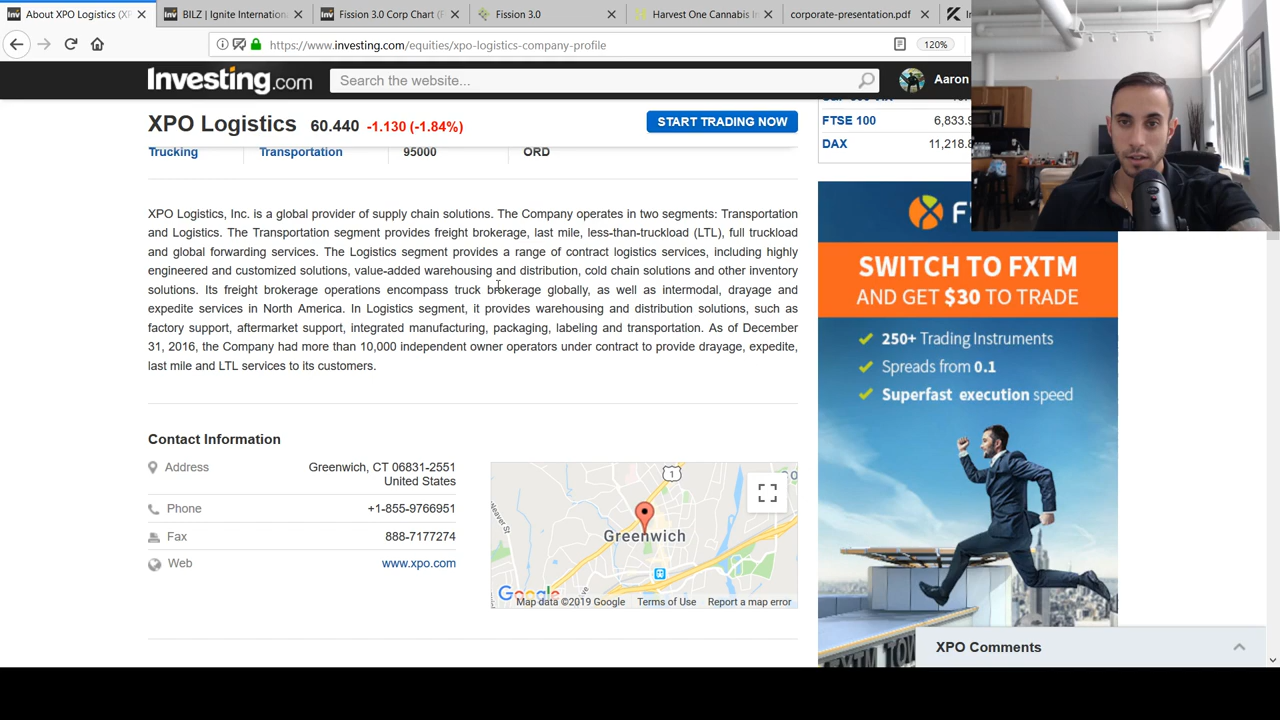 About XPO Logistics (XP
BILZ | Ignite Internation
Fission 3.0 Corp Chart (F
Fission 3.0
Harvest One Cannabis I
corporate-presentation.pdf
https://www.investing.com/equities/xpo-logistics-company-profile
120%
Investing.com
Search the website...
Aaron
XPO Logistics 60.440 -1.130 (-1.84%)
START TRADING NOW
FTSE 100 6,833.9
DAX 11,218.8
Trucking Transportation 95000 ORD
XPO Logistics, Inc. is a global provider of supply chain solutions. The Company operates in two segments: Transportation
and Logistics. The Transportation segment provides freight brokerage, last mile, less-than-truckload (LTL), full truckload
and global forwarding services. The Logistics segment provides a range of contract logistics services, including highly
engineered and customized solutions, value-added warehousing and distribution, cold chain solutions and other inventory
solutions. Its freight brokerage operations encompass truck brokerage globally, as well as intermodal, drayage and
expedite services in North America. In Logistics segment, it provides warehousing and distribution solutions, such as
factory support, aftermarket support, integrated manufacturing, packaging, labeling and transportation. As of December
31, 2016, the Company had more than 10,000 independent owner operators under contract to provide drayage, expedite,
last mile and LTL services to its customers.
Contact Information
Address Greenwich, CT 06831-2551
United States
Phone +1-855-9766951
Fax 888-7177274
Web www.xpo.com
1
Greenwich
Google
Map data ©2019 Google Terms of Use Report a map error
SWITCH TO FXTM
AND GET $30 TO TRADE
250+ Trading Instruments
Spreads from 0.1
Superfast execution speed
XPO Comments